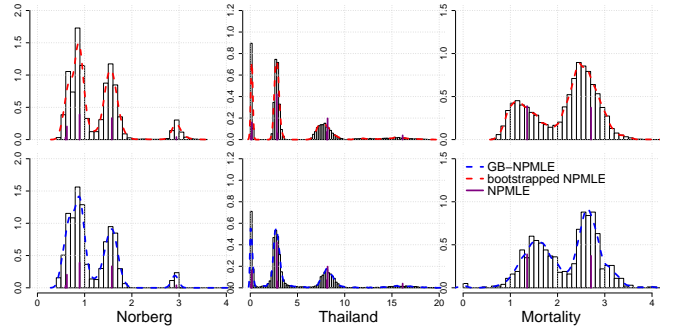 0.0 0.5 1.0 1.5 2.0
0.0 0.2 0.4 0.6 0.8 1.0 1.2
0.0 0.5 1.0 1.5
0.0 0.5 1.0 1.5 2.0
0.0 0.2 0.4 0.6 0.8 1.0 1.2
0.0 0.5 1.0 1.5
GB−NPMLE
bootstrapped NPMLE
NPMLE
0 1 2 3 4
0 5 10 15 20
0 1 2 3 4
Norberg
Thailand
Mortality